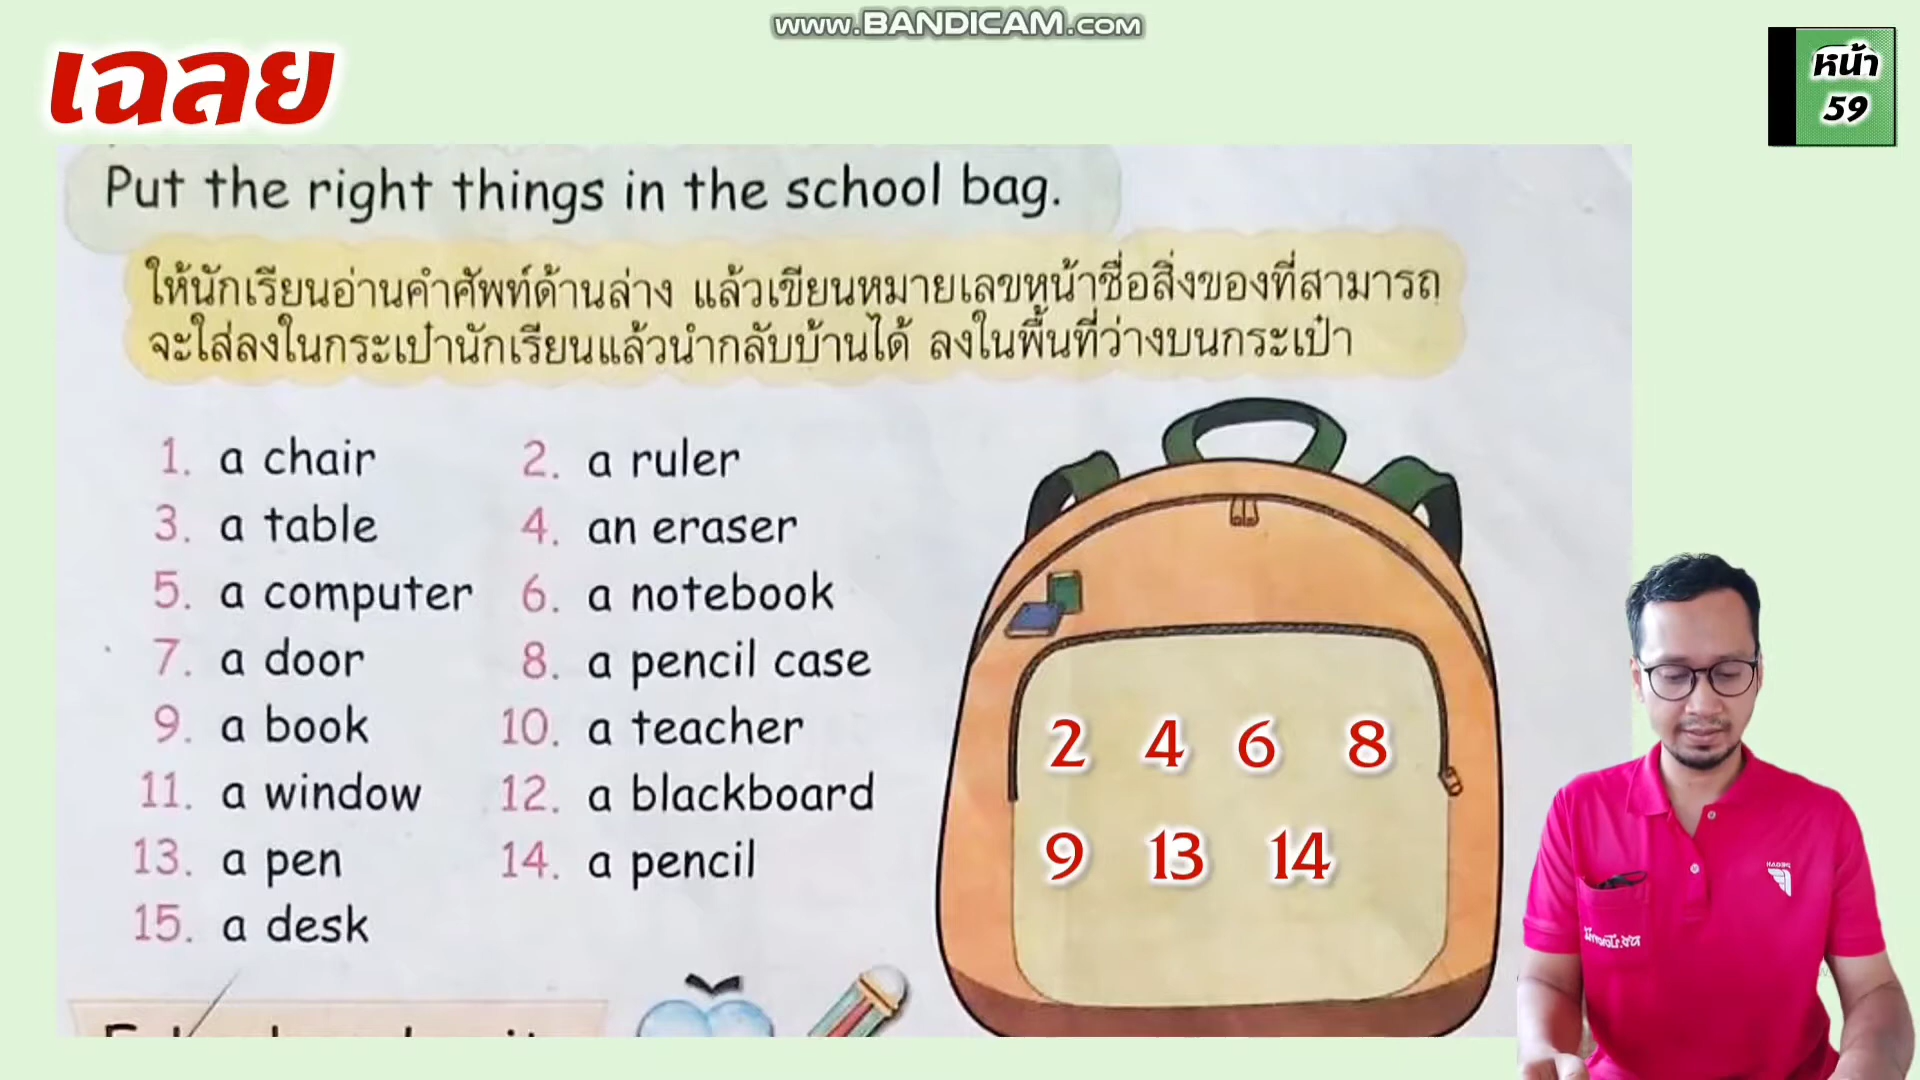 www.BANDICAM.com
เฉลย
หน้า
59
Put the right things in the school bag.
ให้นักเรียนอ่านคำศัพท์ด้านล่าง แล้วเขียนหมายเลขหน้าชื่อสิ่งของที่สามารถ
จะใส่ลงในกระเป๋านักเรียนแล้วนำกลับบ้านได้ ลงในพื้นที่ว่างบนกระเป๋า
1. a chair 2. a ruler
3. a table 4. an eraser
5. a computer 6. a notebook
7. a door 8. a pencil case
9. a book 10. a teacher
11. a window 12. a blackboard
13. a pen 14. a pencil
15. a desk
2 4 6 8
9 13 14